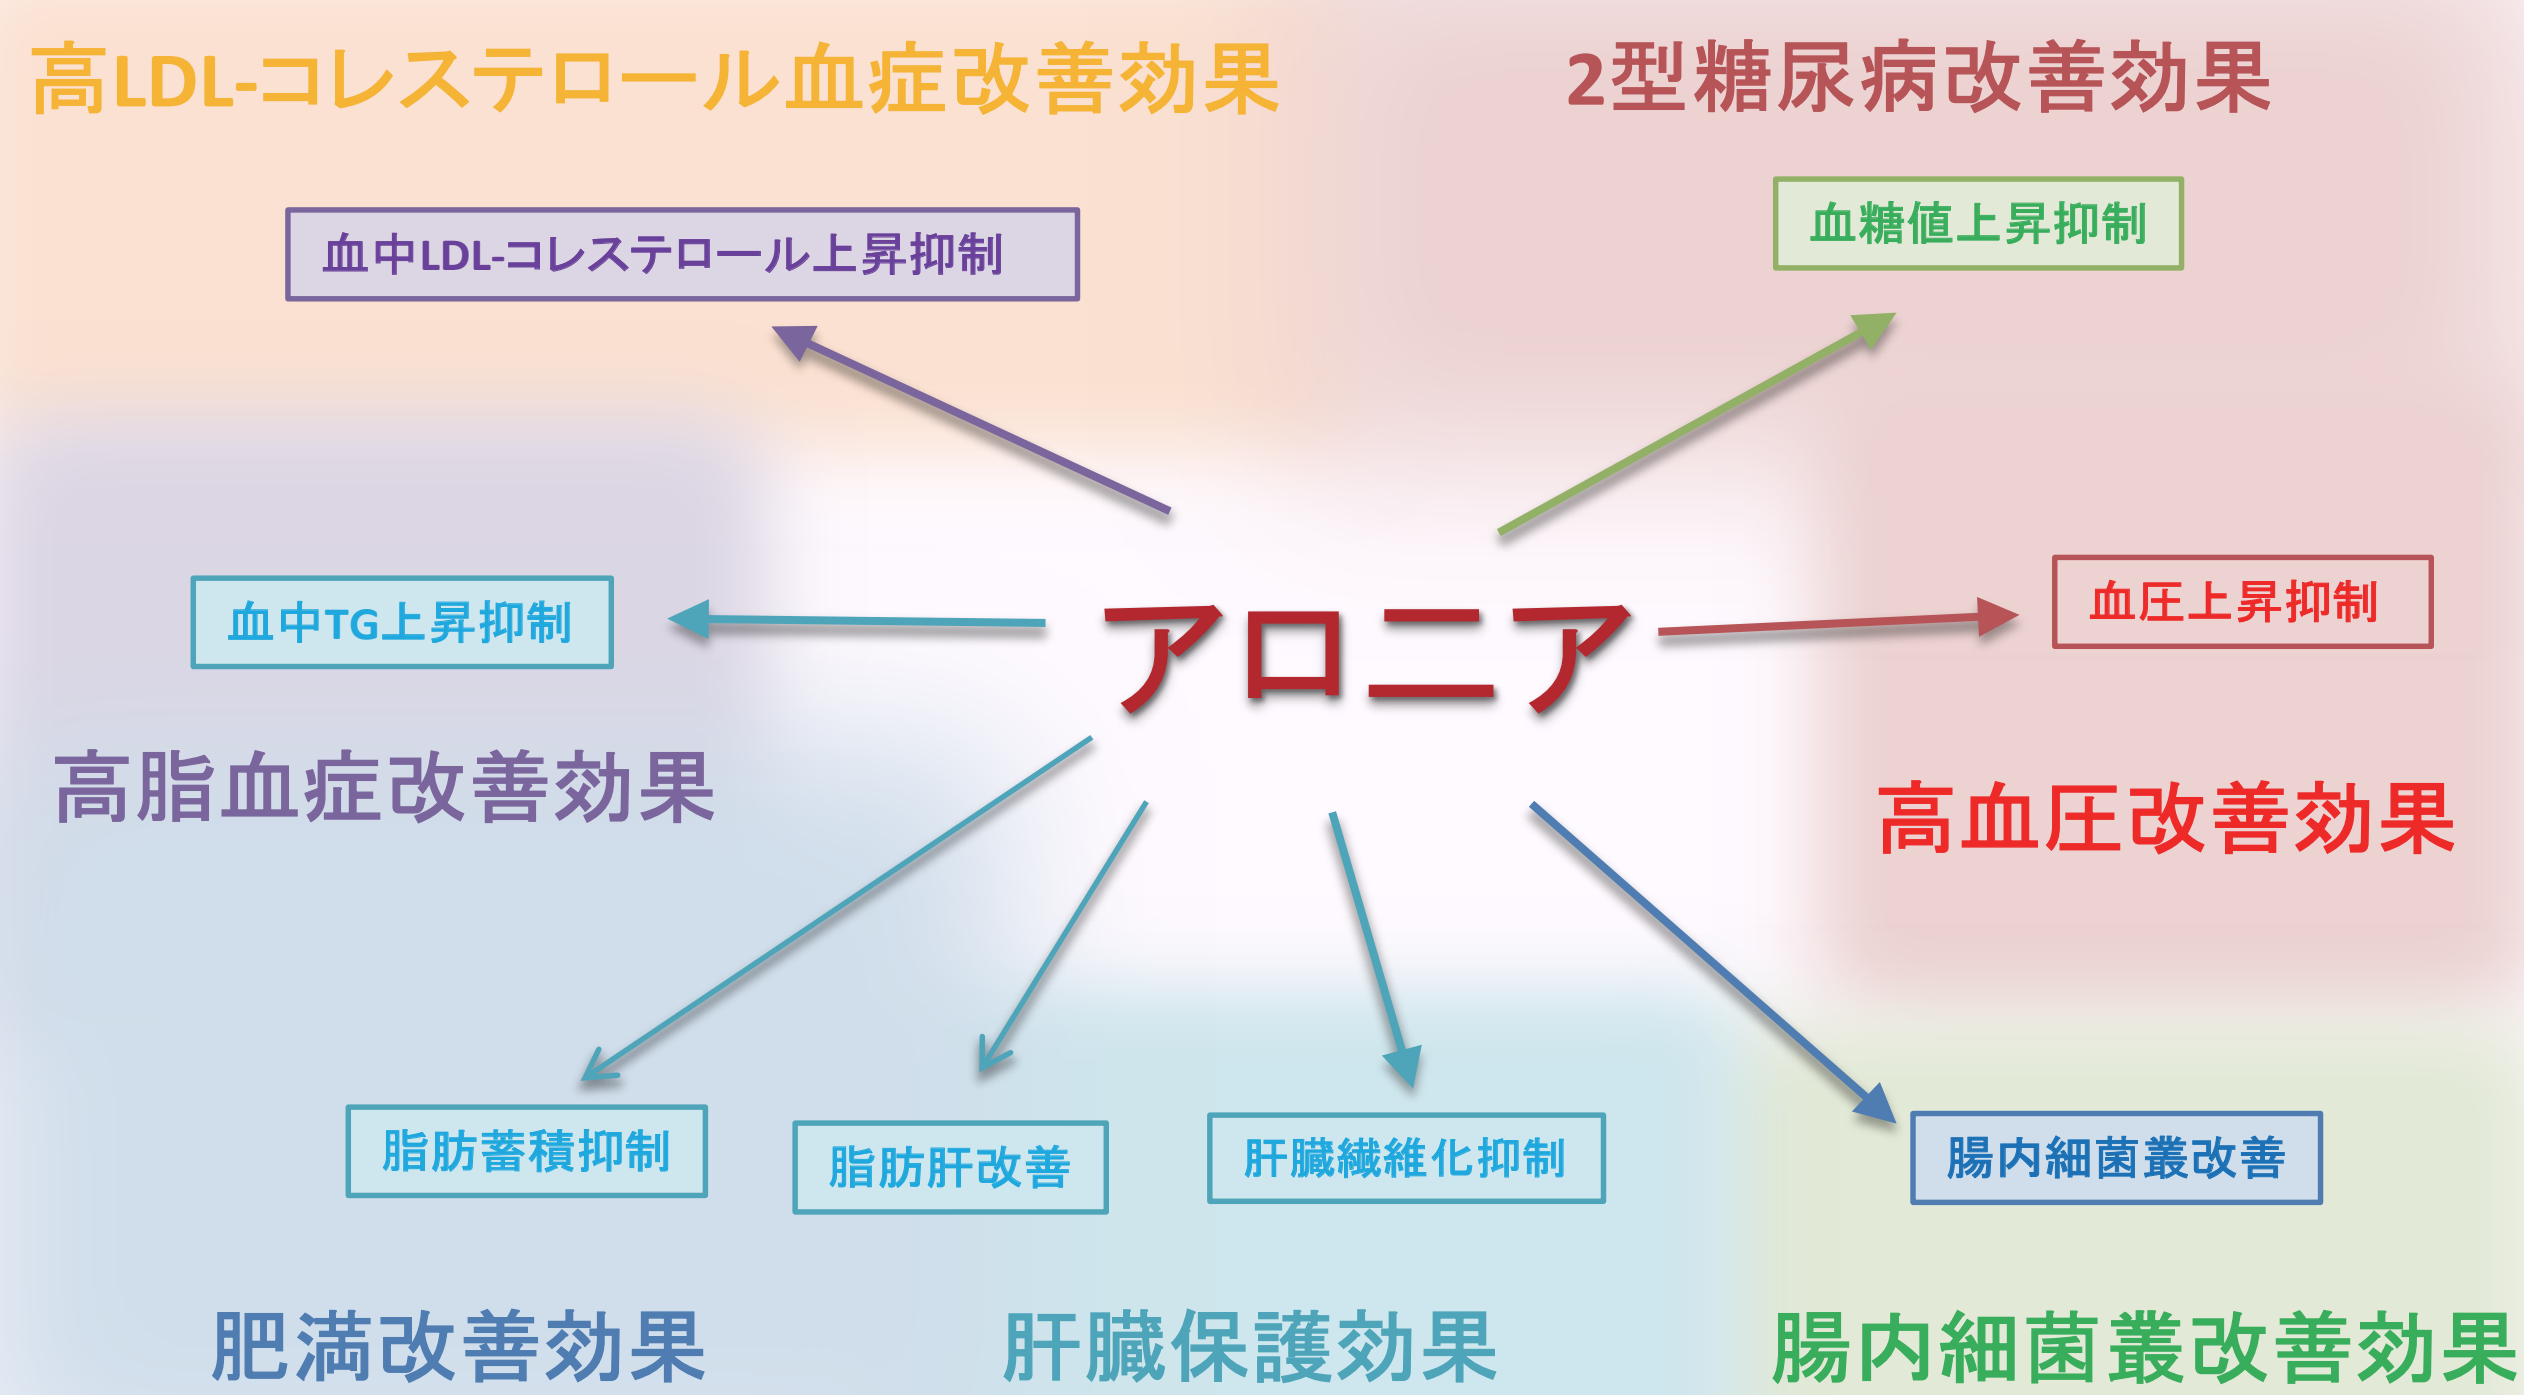 高LDL-コレステロール血症改善効果
2型糖尿病改善効果
血中LDL-コレステロール上昇抑制
血糖値上昇抑制
血中TG上昇抑制
アロニア
血圧上昇抑制
高脂血症改善効果
高血圧改善効果
脂肪蓄積抑制
脂肪肝改善
肝臓繊維化抑制
腸内細菌叢改善
肥満改善効果
肝臓保護効果
腸内細菌叢改善効果